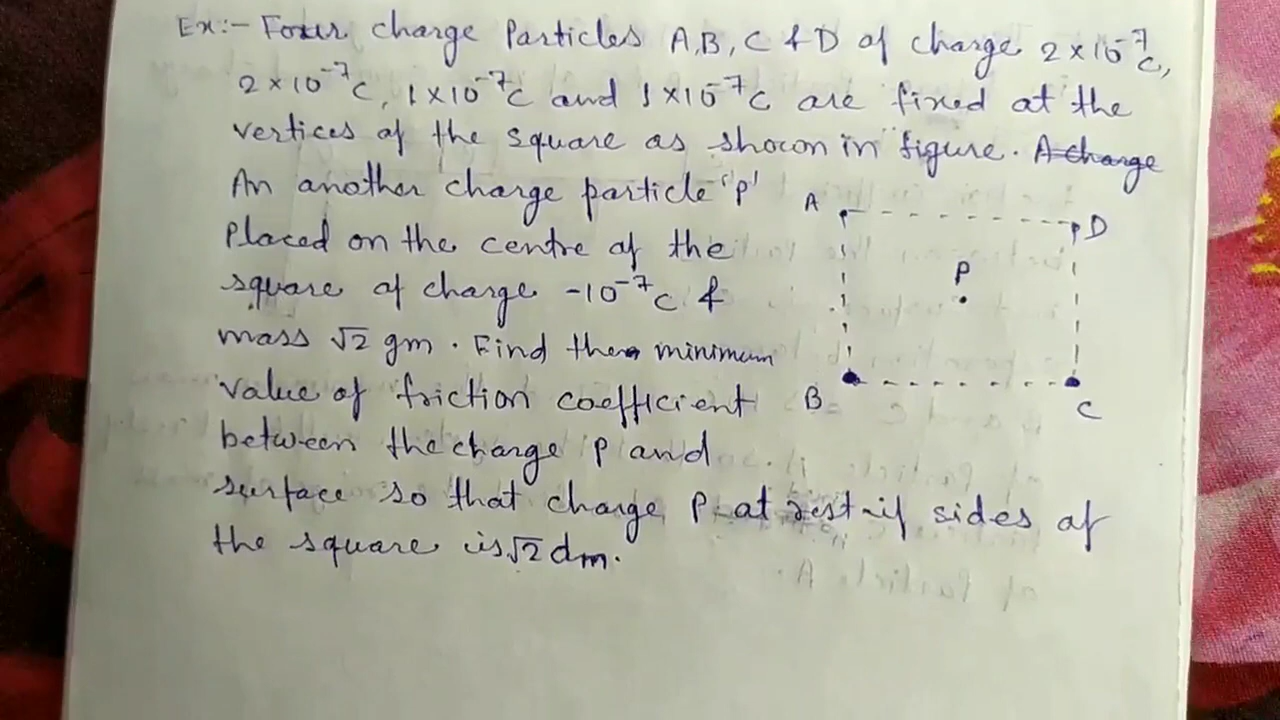 Ex:- Four charge Particles A, B, C & D of charge 2×10⁻⁷C,
2×10⁻⁷C, 1×10⁻⁷C and 1×10⁻⁷C are fixed at the
vertices of the square as shown in figure. A charge
An another charge particle 'P'
Placed on the centre of the
square of charge -10⁻⁷C &
mass √2 gm. Find the minimum
value of friction coefficient
between the charge P and
surface so that charge P at rest if sides of
the square is √2 dm.
A
D
P
B
C